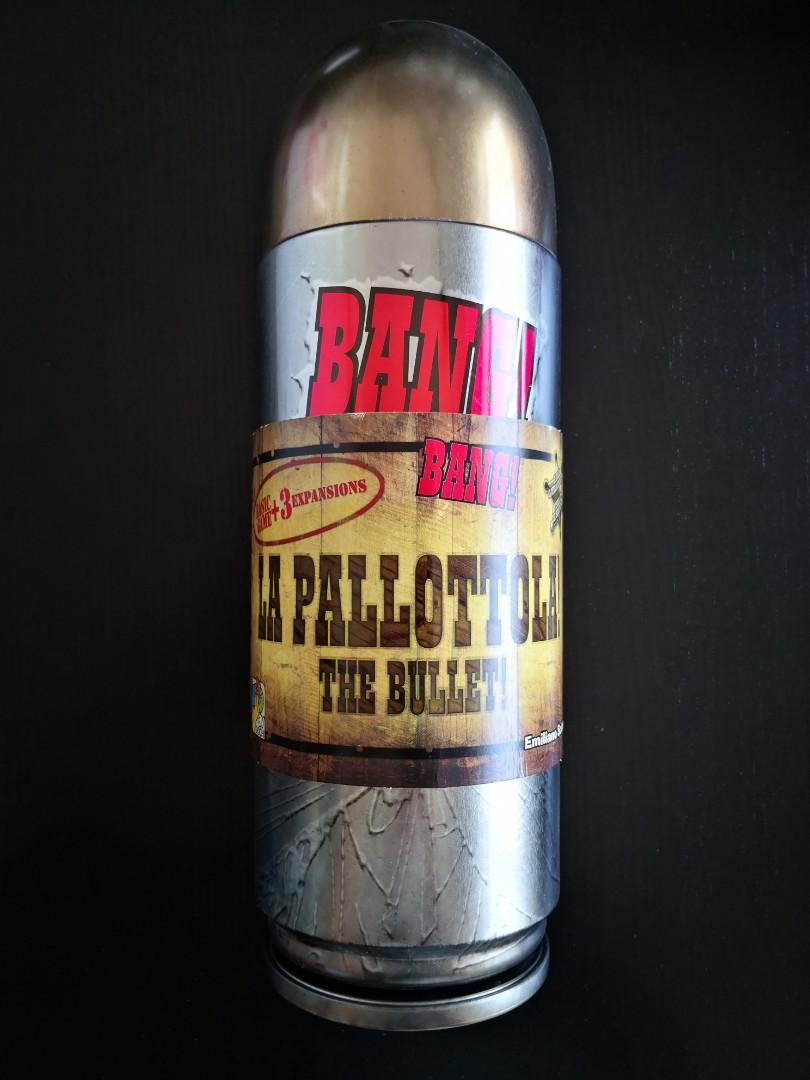 BANG!
BANG!
BASIC
GAME +3 EXPANSIONS
LA PALLOTTOLA!
THE BULLET!
Emiliano